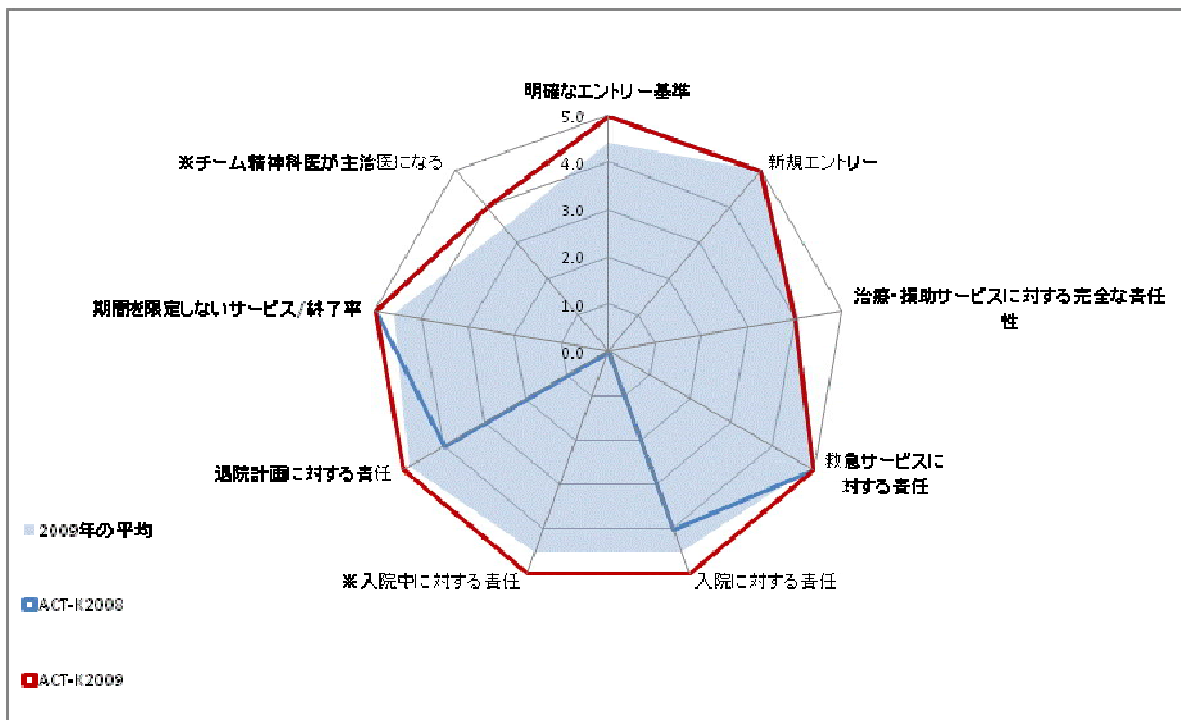 明確なエントリー基準
5.0
※チーム精神科医が主治医になる
4.0
新規エントリー
3.0
2.0
治療・援助サービスに対する完全な責任
性
期間を限定しないサービス/終了率
1.0
0.0
救急サービスに
対する責任
退院計画に対する責任
※入院中に対する責任
入院に対する責任
2009年の平均
ACT-K2008
ACT-K2009